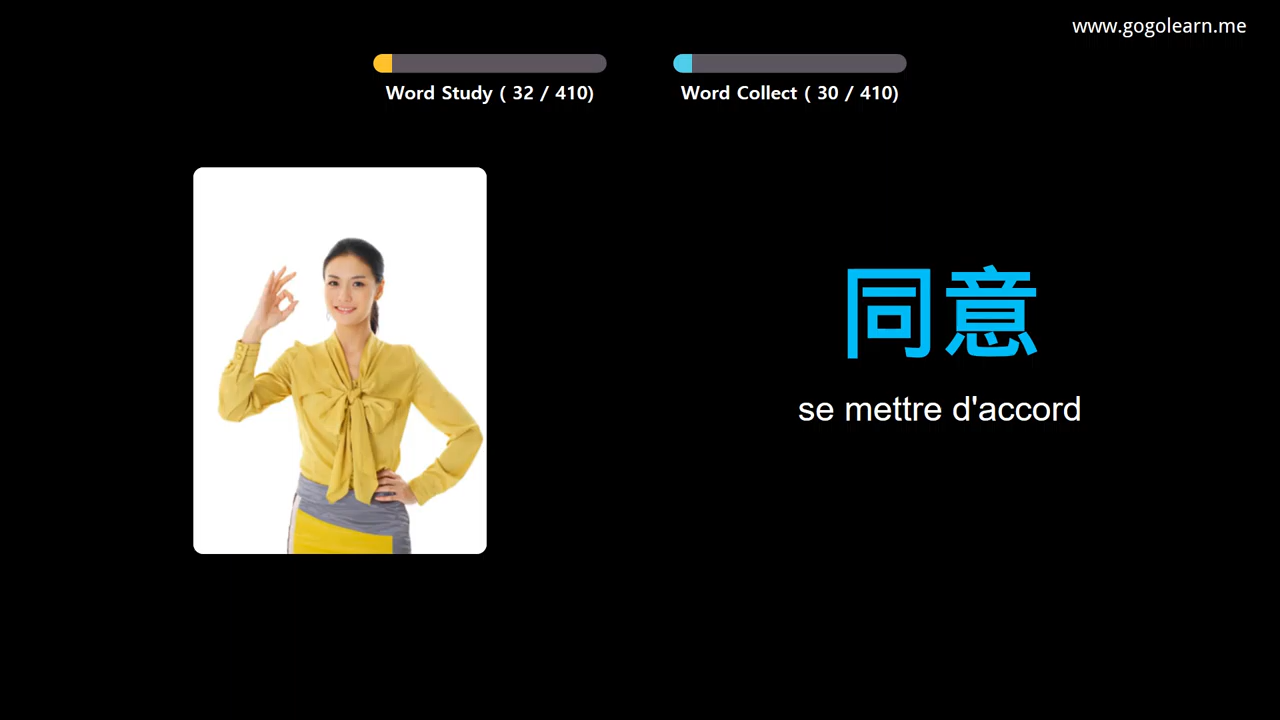 www.gogolearn.me
Word Study ( 32 / 410)
Word Collect ( 30 / 410)
同意
se mettre d'accord